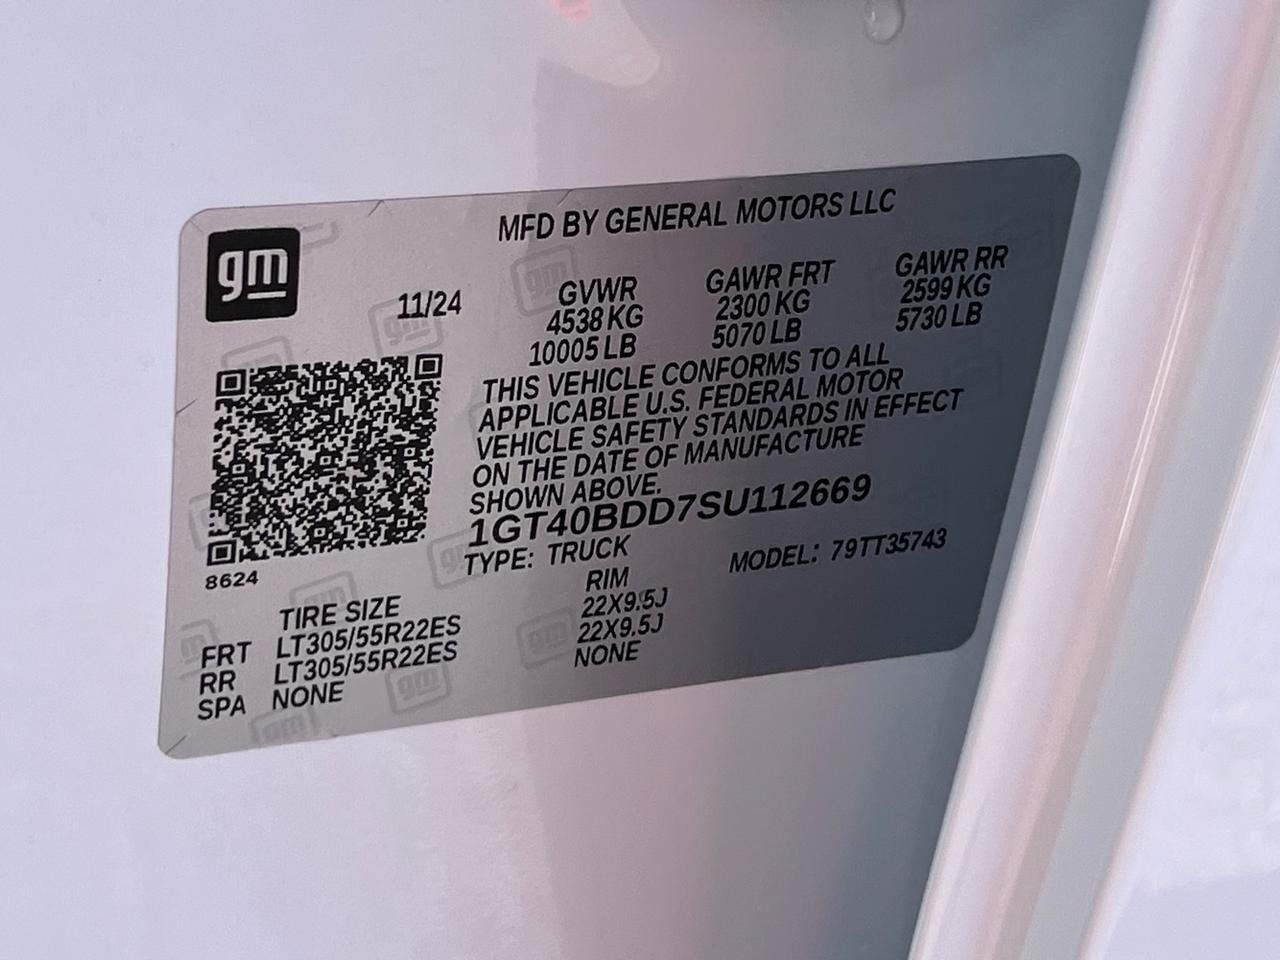 gm
MFD BY GENERAL MOTORS LLC
11/24
GVWR GAWR FRT GAWR RR
4538 KG 2300 KG 2599 KG
10005 LB 5070 LB 5730 LB
THIS VEHICLE CONFORMS TO ALL
APPLICABLE U.S. FEDERAL MOTOR
VEHICLE SAFETY STANDARDS IN EFFECT
ON THE DATE OF MANUFACTURE
SHOWN ABOVE.
1GT40BDD7SU112669
TYPE: TRUCK MODEL: 79TT35743
8624
TIRE SIZE RIM
FRT LT305/55R22ES 22X9.5J
RR LT305/55R22ES 22X9.5J
SPA NONE NONE